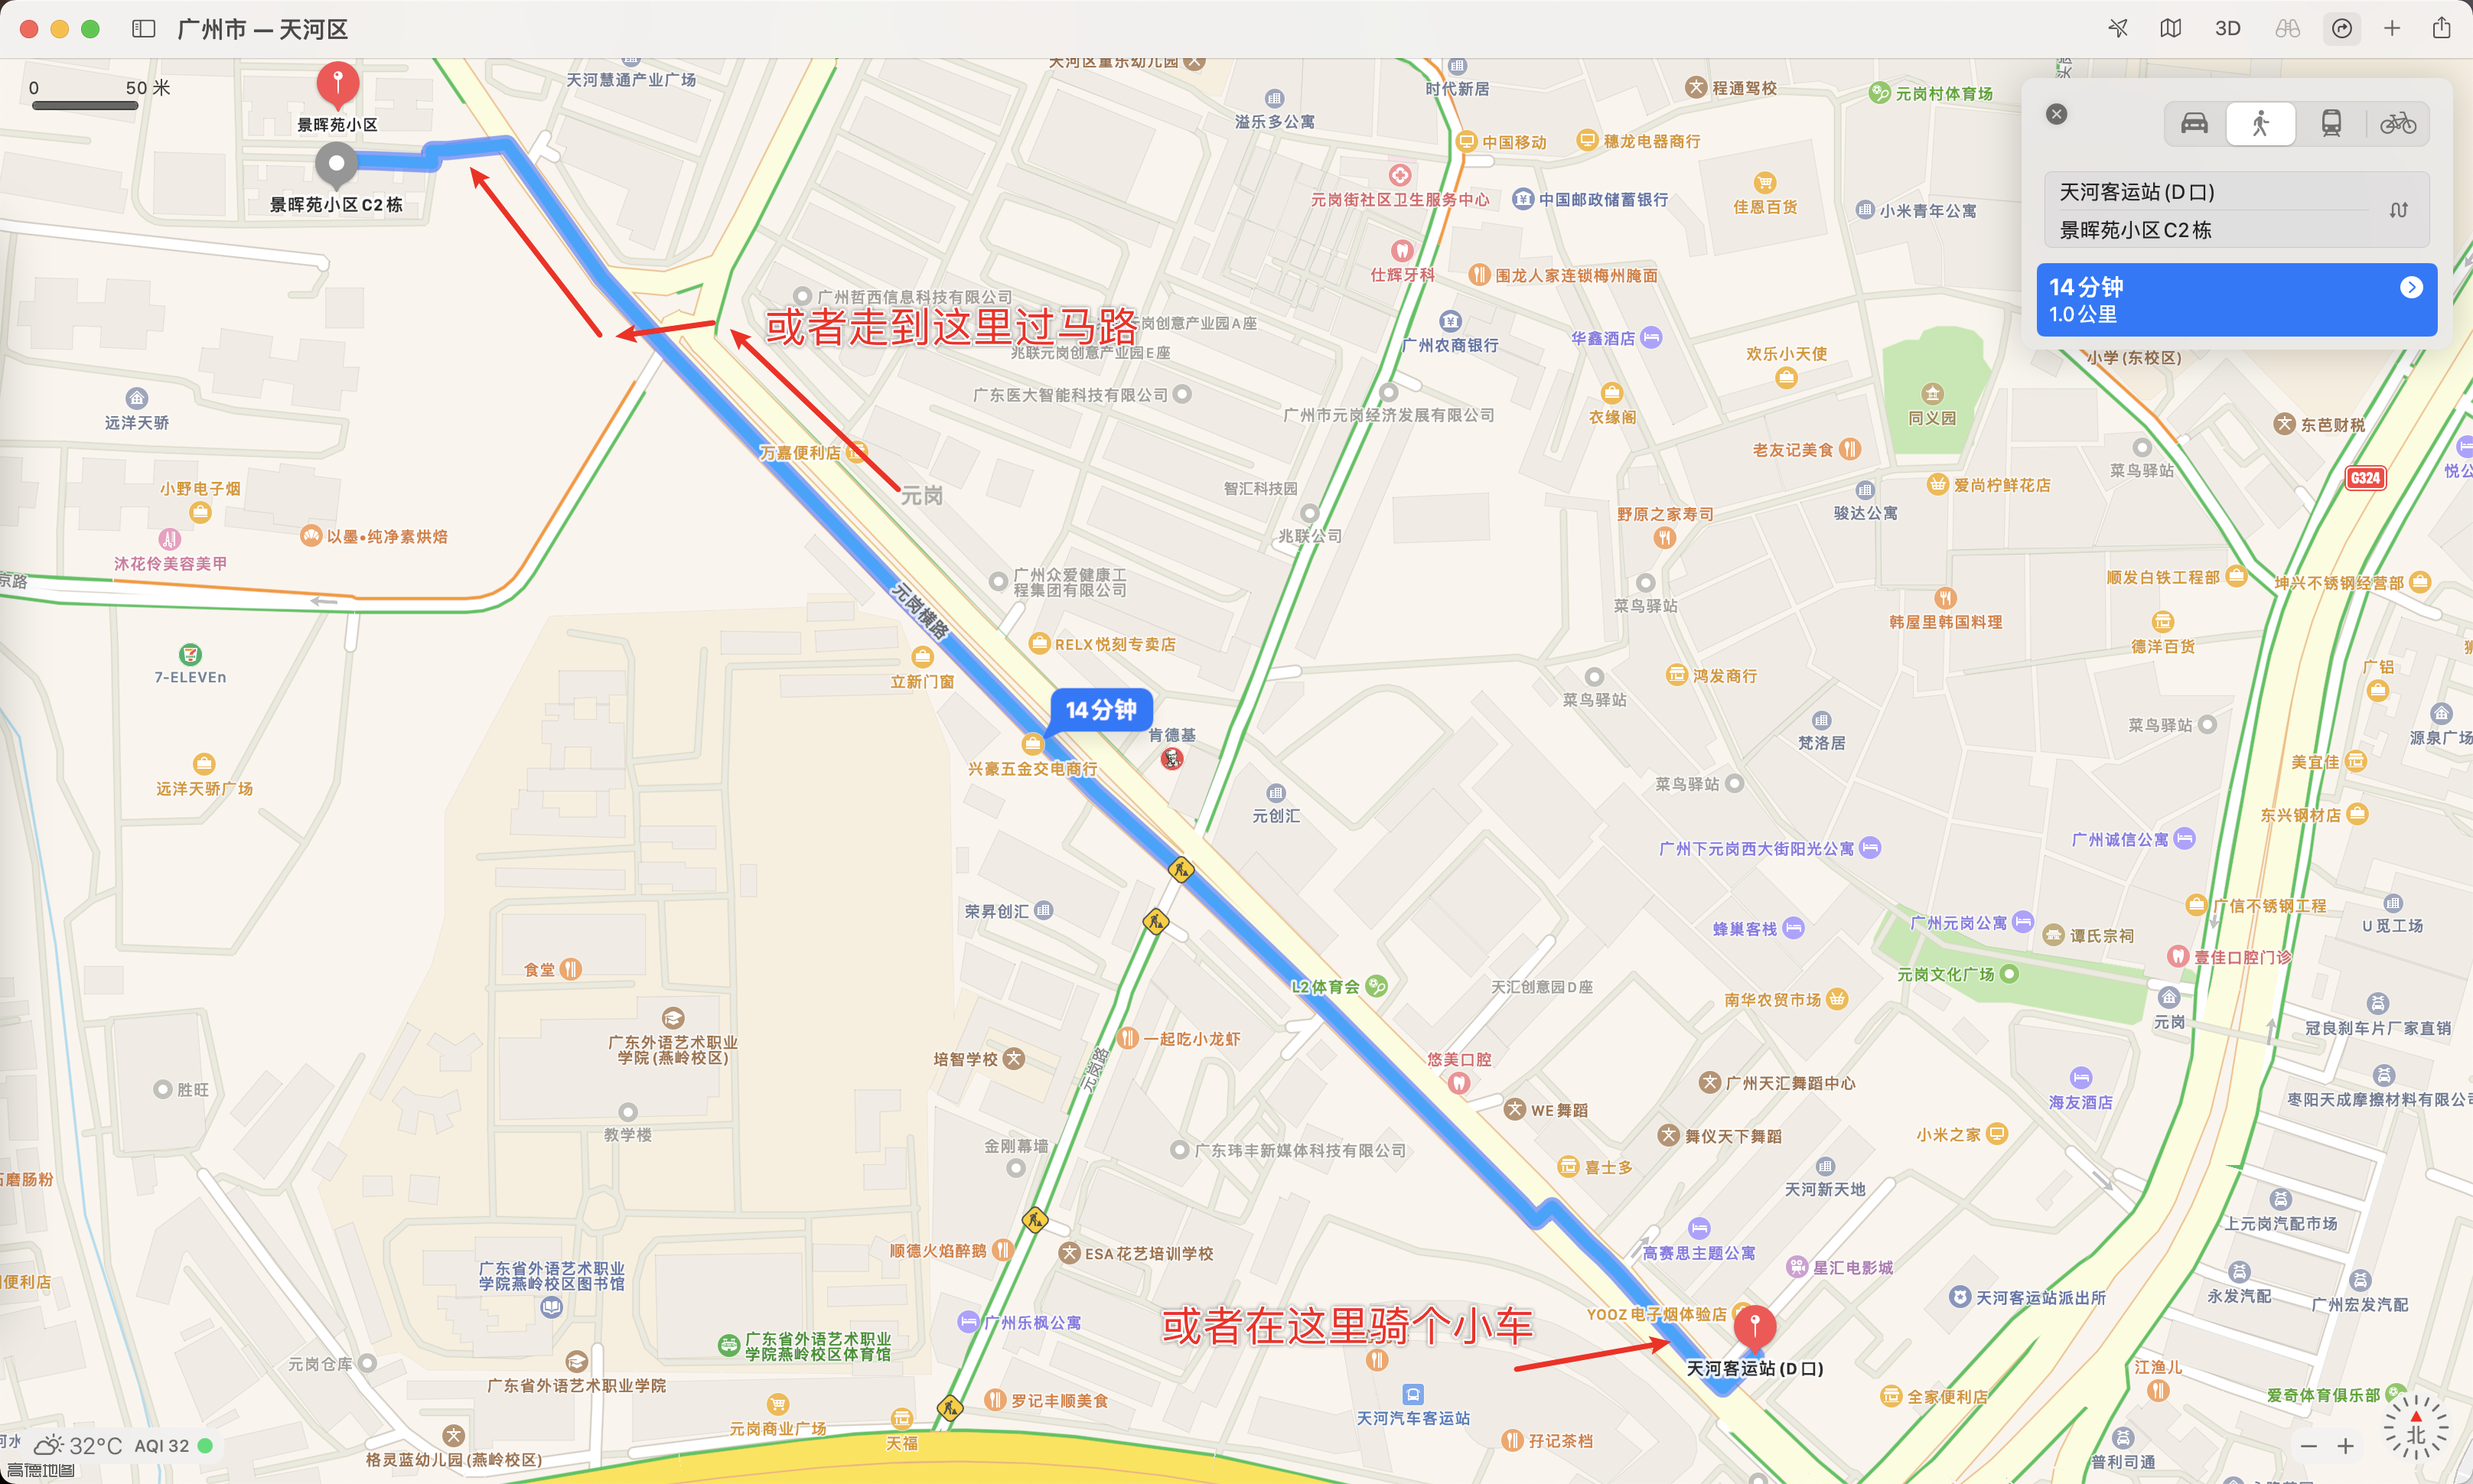 广州市 — 天河区
3D
0
50 米
景晖苑小区
景晖苑小区C2栋
天河慧通产业广场
天河区童乐幼儿园
时代新居
溢乐多公寓
程通驾校
元岗村体育场
中国移动
穗龙电器商行
元岗街社区卫生服务中心
中国邮政储蓄银行
佳恩百货
小米青年公寓
天河客运站(D口)
景晖苑小区C2栋
14分钟
1.0公里
仕辉牙科
围龙人家连锁梅州腌面
广州哲西信息科技有限公司
或者走到这里过马路
元岗创意产业园A座
兆联元岗创意产业园E座
广州农商银行
华鑫酒店
欢乐小天使
小学(东校区)
广东医大智能科技有限公司
广州市元岗经济发展有限公司
衣缘阁
同义园
东芭财税
远洋天骄
万嘉便利店
老友记美食
菜鸟驿站
G324
小野电子烟
元岗
智汇科技园
爱尚柠鲜花店
骏达公寓
以墨•纯净素烘焙
兆联公司
野原之家寿司
沐花伶美容美甲
京路
广州众爱健康工
程集团有限公司
元岗横路
菜鸟驿站
顺发白铁工程部
坤兴不锈钢经营部
韩屋里韩国料理
德洋百货
RELX悦刻专卖店
7-ELEVEn
立新门窗
鸿发商行
菜鸟驿站
广铝
14分钟
肯德基
梵洛居
菜鸟驿站
源泉广场
兴豪五金交电商行
远洋天骄广场
元创汇
菜鸟驿站
美宜佳
东兴钢材店
广州下元岗西大街阳光公寓
广州诚信公寓
荣昇创汇
蜂巢客栈
广州元岗公寓
谭氏宗祠
广信不锈钢工程
U觅工场
壹佳口腔门诊
食堂
L2体育会
天汇创意园D座
元岗文化广场
南华农贸市场
元岗
冠良刹车片厂家直销
广东外语艺术职业
学院(燕岭校区)
培智学校
一起吃小龙虾
元岗路
悠美口腔
WE舞蹈
广州天汇舞蹈中心
海友酒店
枣阳天成摩擦材料有限公司
胜旺
教学楼
金刚幕墙
广东玮丰新媒体科技有限公司
舞仪天下舞蹈
小米之家
喜士多
天河新天地
石磨肠粉
上元岗汽配市场
顺德火焰醉鹅
ESA花艺培训学校
高赛思主题公寓
星汇电影城
广东省外语艺术职业
学院燕岭校区图书馆
便利店
天河客运站派出所
永发汽配
广州宏发汽配
广州乐枫公寓
或者在这里骑个小车
YOOZ电子烟体验店
广东省外语艺术职业
学院燕岭校区体育馆
天河客运站(D口)
元岗仓库
广东省外语艺术职业学院
江渔儿
罗记丰顺美食
全家便利店
爱奇体育俱乐部
天河汽车客运站
元岗商业广场
天福
孖记茶档
普利司通
北
32°C AQI 32
格灵蓝幼儿园(燕岭校区)
高德地图